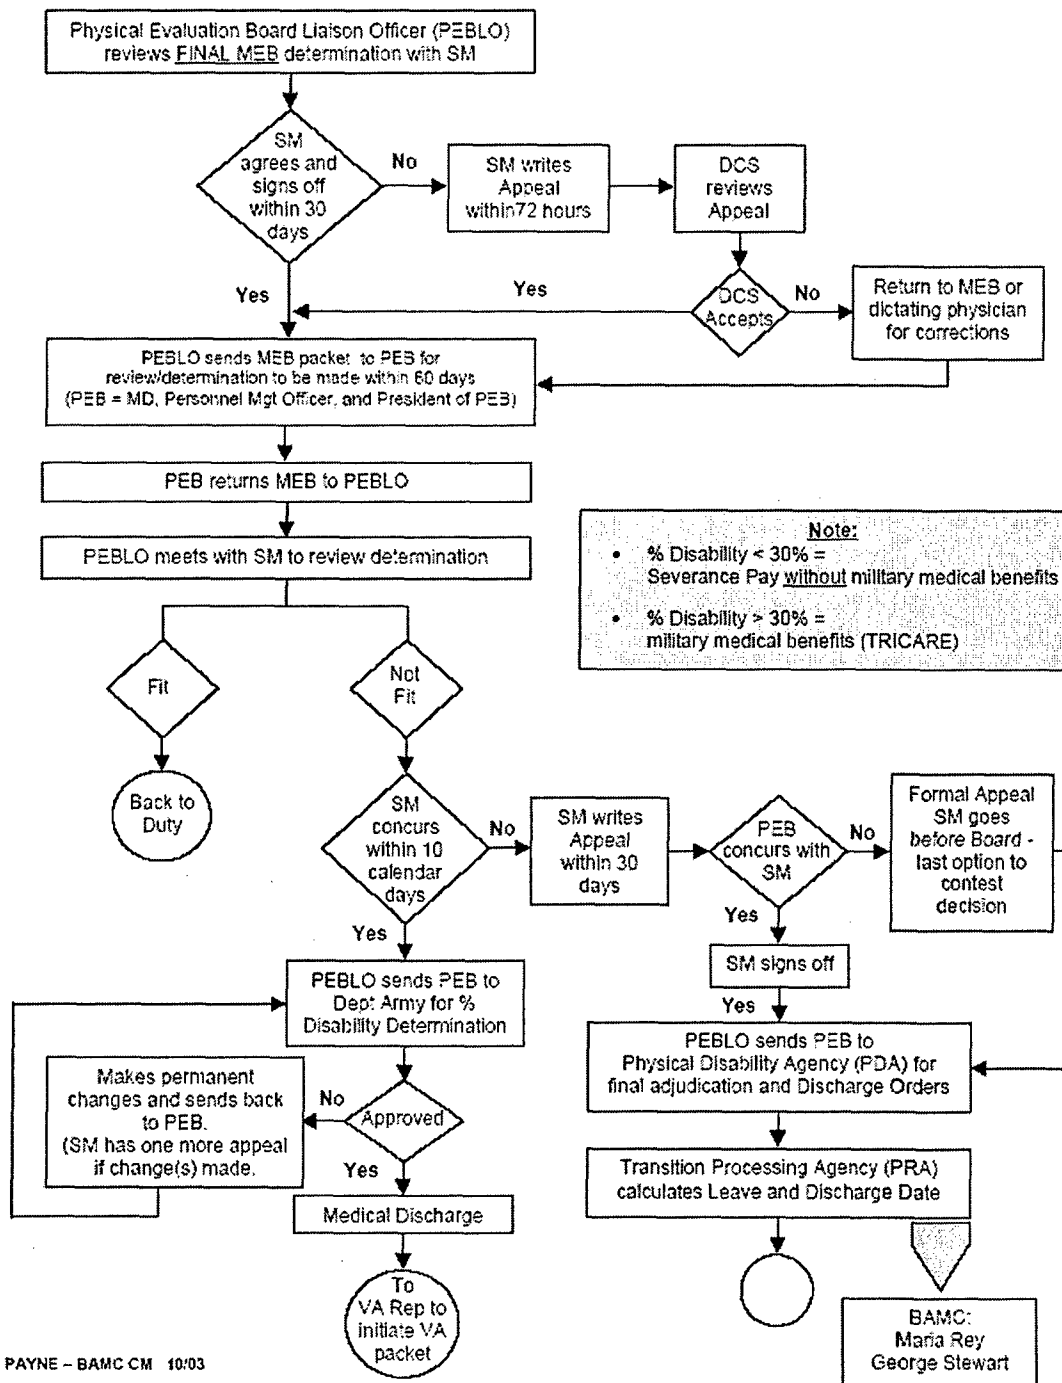 Physical Evaluation Board Liaison Officer (PEBLO)
reviews FINAL MEB determination with SM
SM
agrees and
signs off
within 30
days
No
SM writes
Appeal
within72 hours
DCS
reviews
Appeal
Yes
Yes
DCS
Accepts
No
Return to MEB or
dictating physician
for corrections
PEBLO sends MEB packet to PEB for
review/determination to be made within 60 days
(PEB = MD, Personnel Mgt Officer, and President of PEB)
PEB returns MEB to PEBLO
PEBLO meets with SM to review determination
Note:
• % Disability < 30% =
Severance Pay without military medical benefits
• % Disability > 30% =
military medical benefits (TRICARE)
Fit
Not
Fit
Back to
Duty
SM
concurs
within 10
calendar
days
No
SM writes
Appeal
within 30
days
PEB
concurs with
SM
No
Formal Appeal
SM goes
before Board -
last option to
contest
decision
Yes
Yes
SM signs off
Yes
PEBLO sends PEB to
Dept Army for %
Disability Determination
PEBLO sends PEB to
Physical Disability Agency (PDA) for
final adjudication and Discharge Orders
Makes permanent
changes and sends back
to PEB.
(SM has one more appeal
if change(s) made.
No
Approved
Yes
Transition Processing Agency (PRA)
calculates Leave and Discharge Date
Medical Discharge
To
VA Rep to
initiate VA
packet
BAMC:
Maria Rey
George Stewart
PAYNE – BAMC CM 10/03